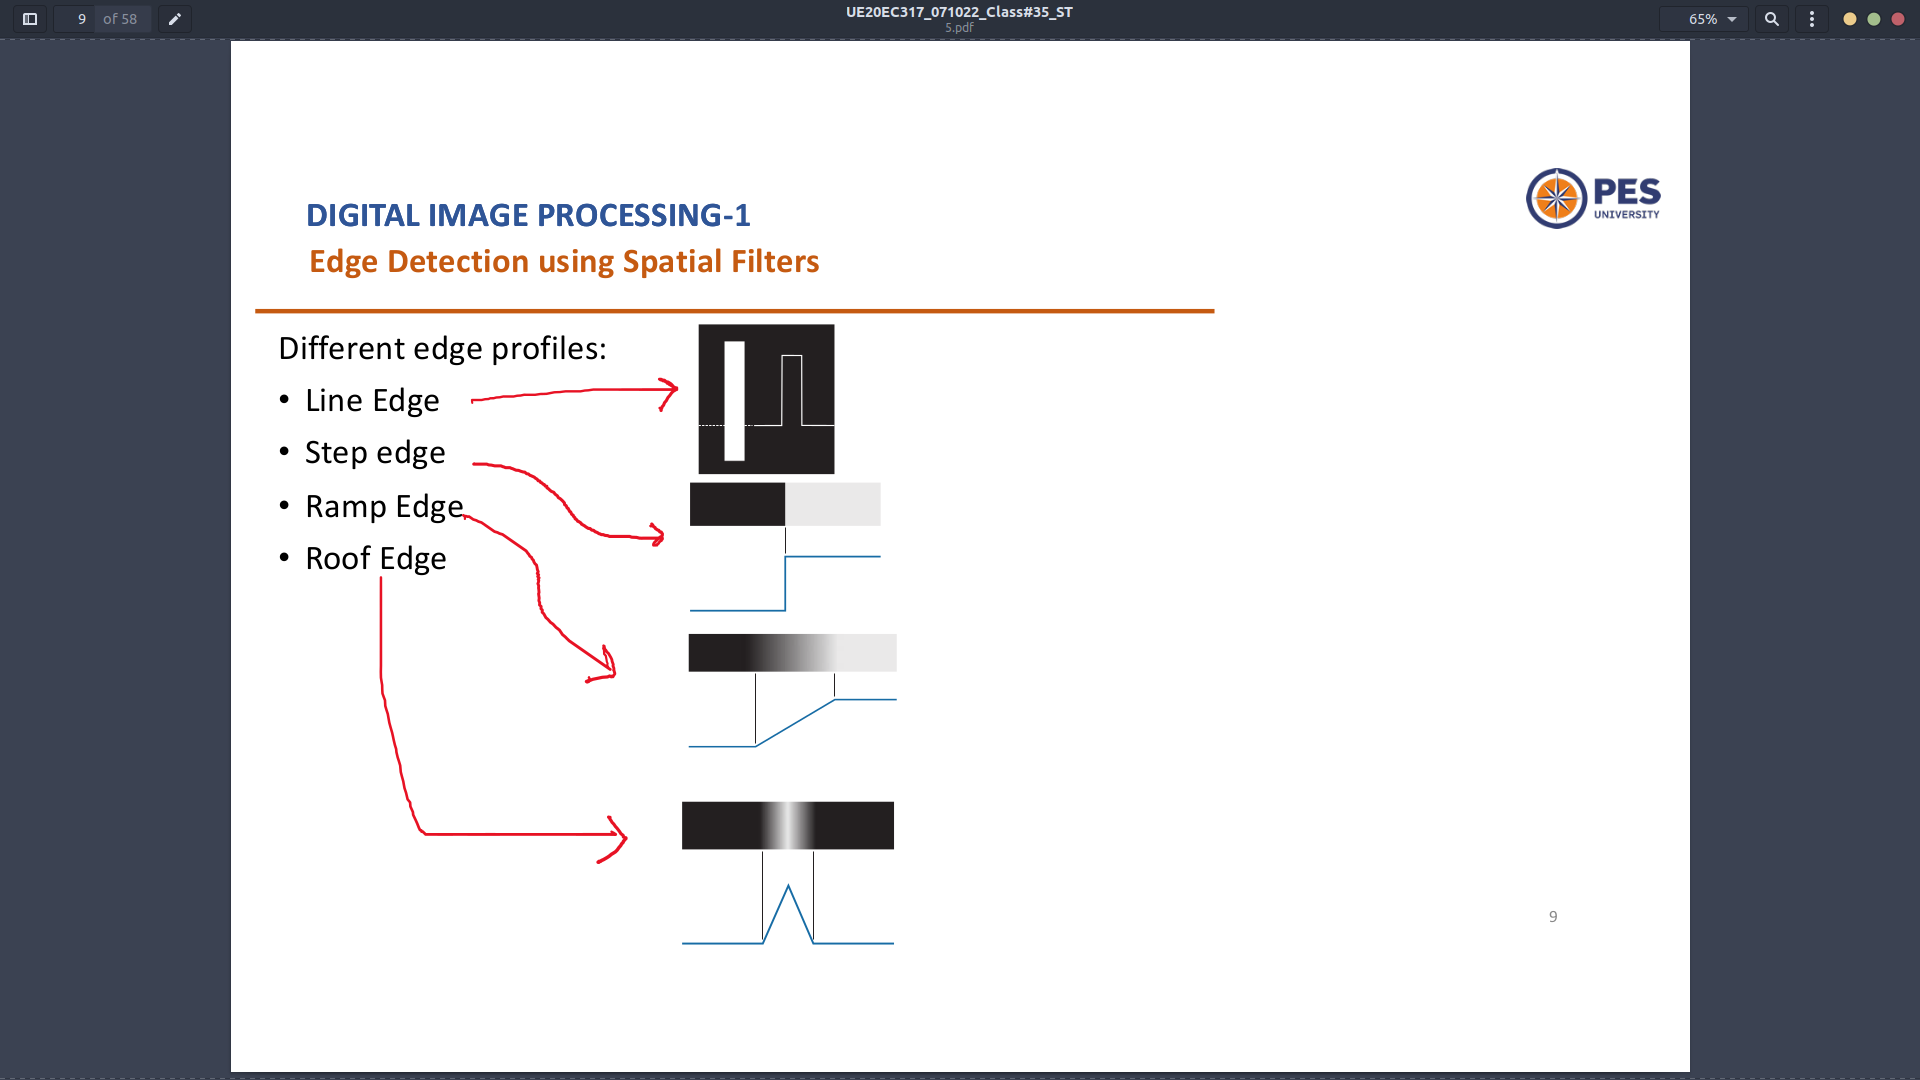 9 of 58
UE20EC317_071022_Class#35_ST
5.pdf
65%
PES
UNIVERSITY
DIGITAL IMAGE PROCESSING-1
Edge Detection using Spatial Filters
Different edge profiles:
• Line Edge
• Step edge
• Ramp Edge
• Roof Edge
9